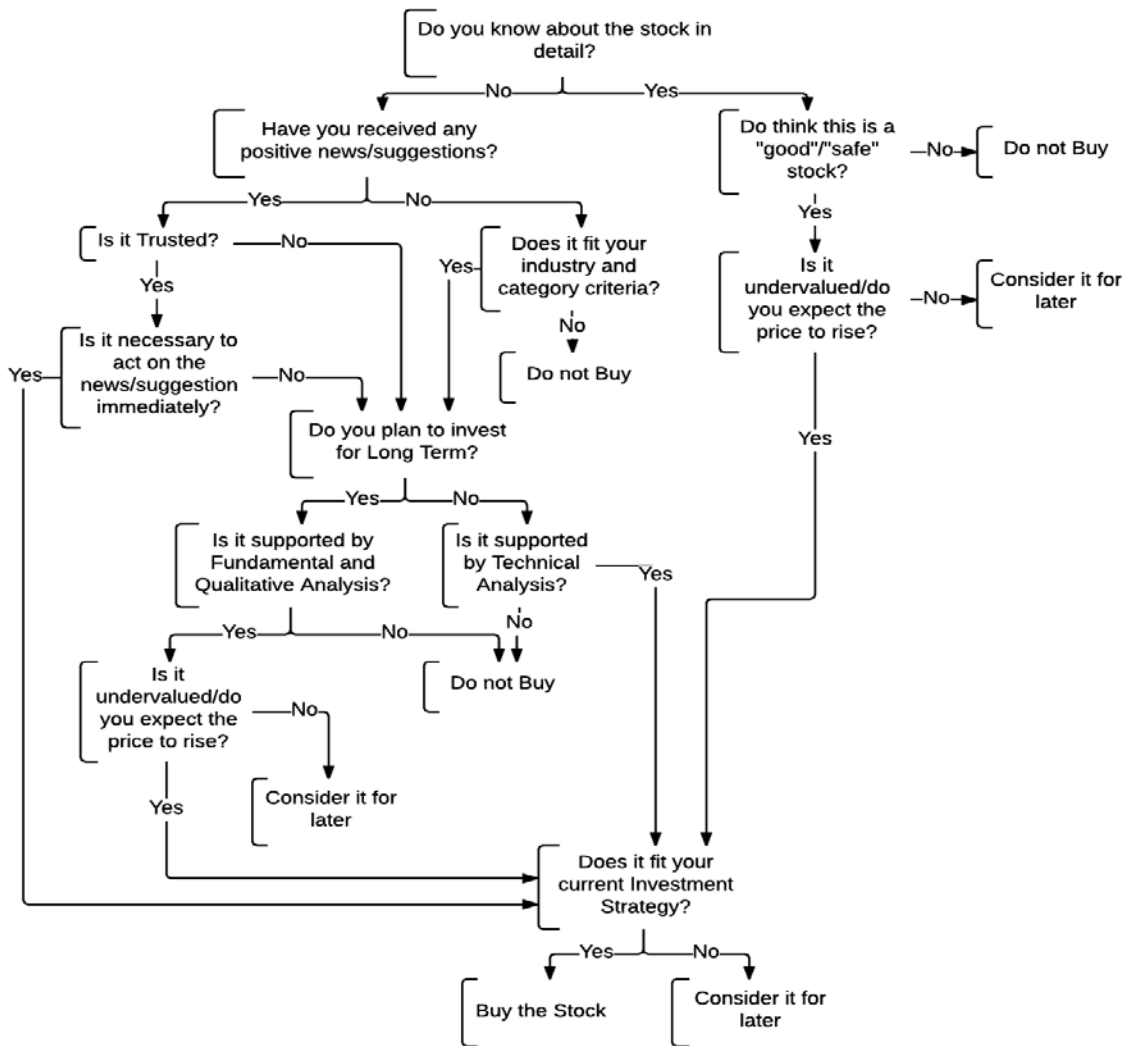 Do you know about the stock in
detail?
No
Yes
Have you received any
positive news/suggestions?
Do think this is a
"good"/"safe"
stock?
No
Do not Buy
Yes
No
Yes
Is it Trusted?
No
Does it fit your
industry and
category criteria?
Yes
Is it
undervalued/do
you expect the
price to rise?
No
Consider it for
later
Yes
No
Is it necessary to
act on the
news/suggestion
immediately?
Yes
No
Do not Buy
Do you plan to invest
for Long Term?
Yes
Yes
No
Is it supported by
Fundamental and
Qualitative Analysis?
Is it supported
by Technical
Analysis?
Yes
No
Yes
No
Is it
undervalued/do
you expect the
price to rise?
Do not Buy
No
Yes
Consider it for
later
Does it fit your
current Investment
Strategy?
Yes
No
Buy the Stock
Consider it for
later